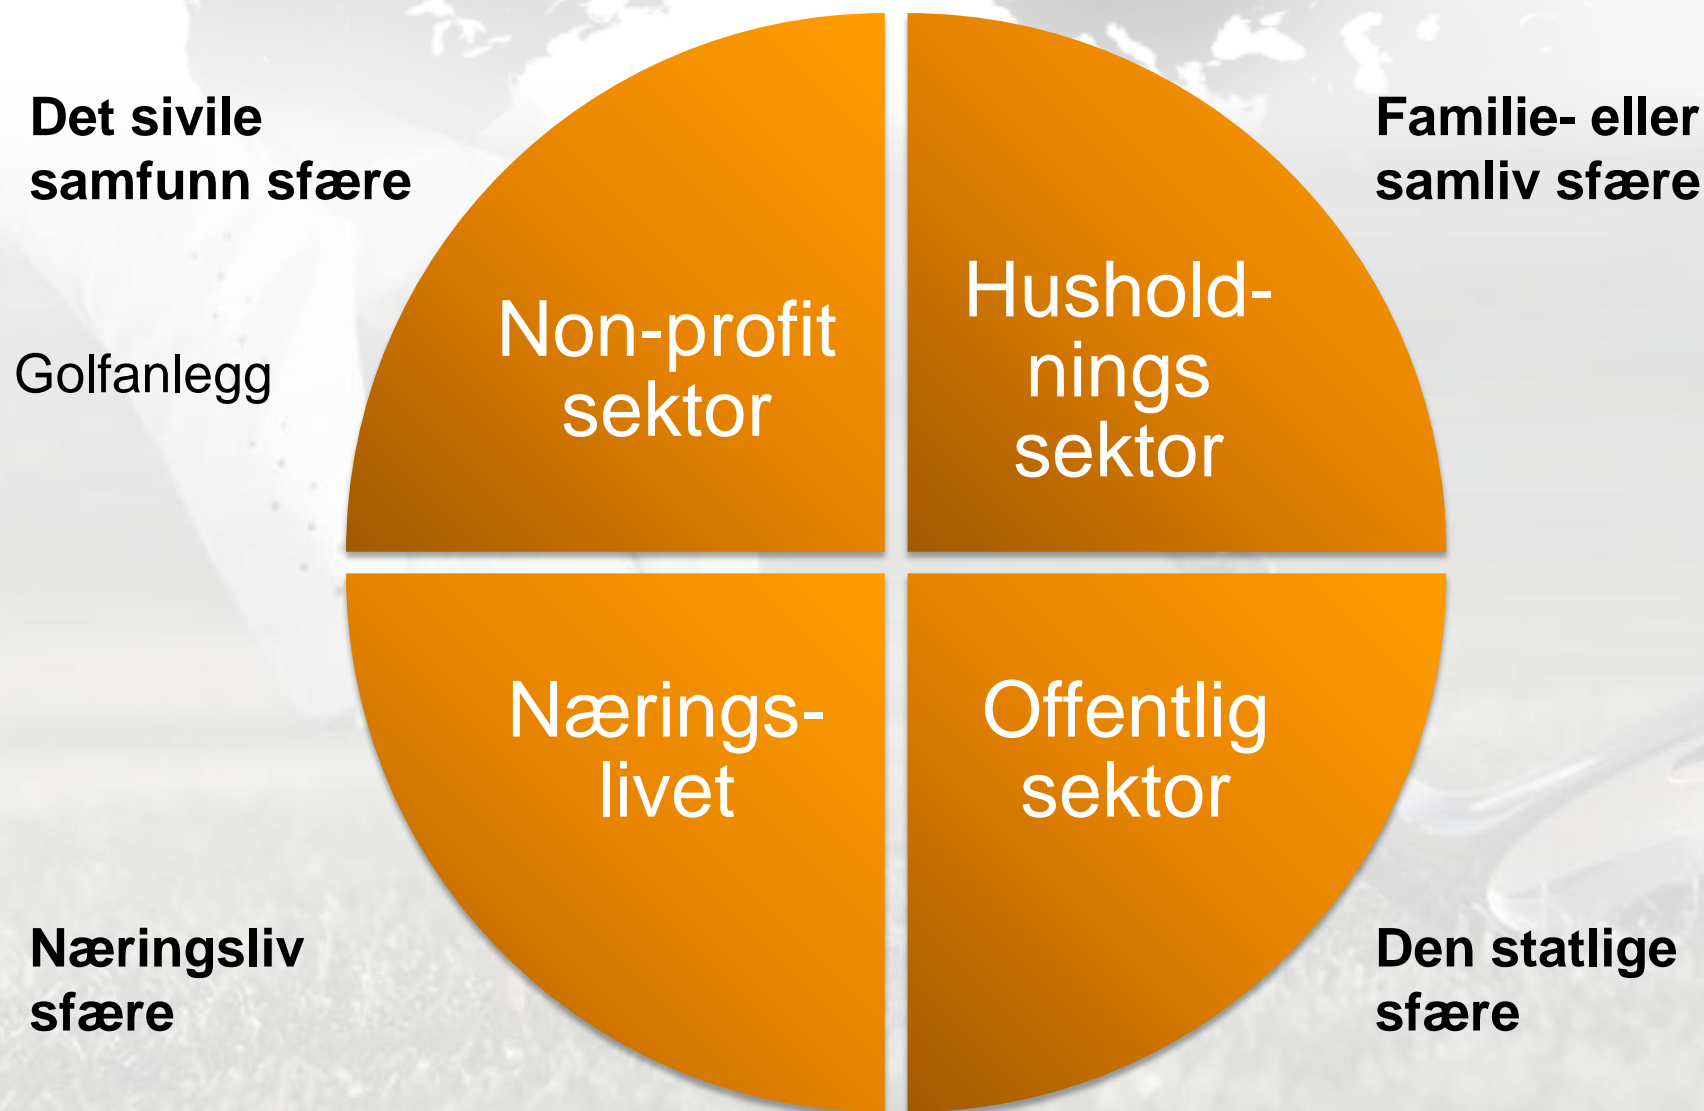 Det sivile
samfunn sfære
Familie- eller
samliv sfære
Golfanlegg
Non-profit
sektor
Hushold-
nings
sektor
Nærings-
livet
Offentlig
sektor
Næringsliv
sfære
Den statlige
sfære